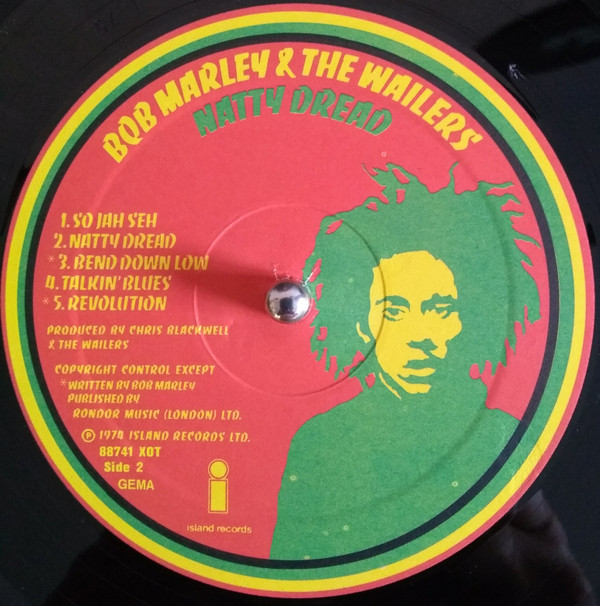 BOB MARLEY & THE WAILERS
NATTY DREAD
1. SO JAH SEH
2. NATTY DREAD
* 3. BEND DOWN LOW
4. TALKIN' BLUES
* 5. REVOLUTION
PRODUCED BY CHRIS BLACKWELL
& THE WAILERS
COPYRIGHT CONTROL EXCEPT
* WRITTEN BY BOB MARLEY
PUBLISHED BY
RONDOR MUSIC (LONDON) LTD.
Ⓟ 1974 ISLAND RECORDS LTD.
88741 XOT
Side 2
GEMA
island records